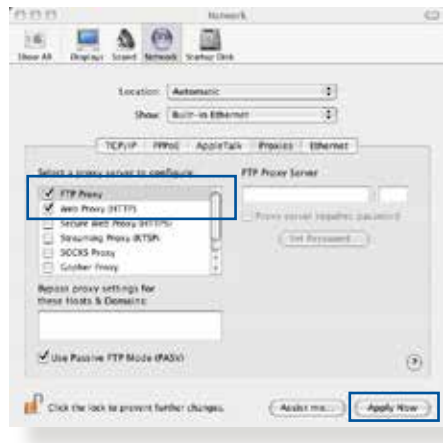 Network
Show All Displays Sound Network Startup Disk
Location: Automatic
Show: Built-in Ethernet
TCP/IP PPPoE AppleTalk Proxies Ethernet
Select a proxy server to configure FTP Proxy Server
FTP Proxy
Web Proxy (HTTP)
Secure Web Proxy (HTTPS)
Proxy server requires password
Streaming Proxy (RTSP)
Set Password...
SOCKS Proxy
Gopher Proxy
Bypass proxy settings for
these Hosts & Domains:
Use Passive FTP Mode (PASV)
?
Click the lock to prevent further changes.
Assist me... Apply Now